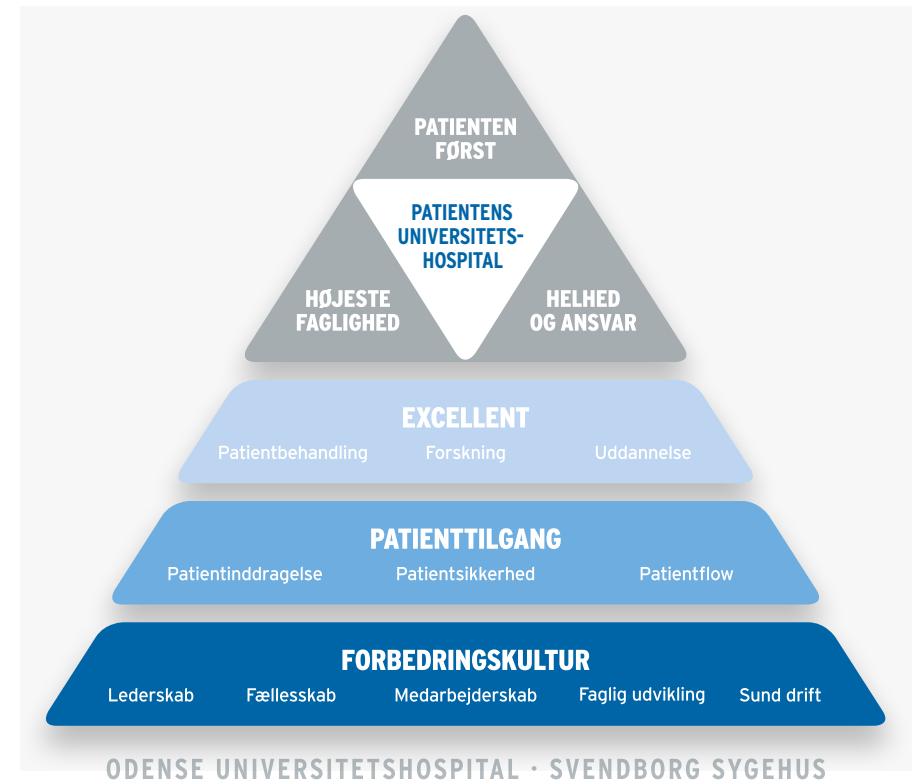 PATIENTEN
FØRST
PATIENTENS
UNIVERSITETS-
HOSPITAL
HØJESTE
FAGLIGHED
HELHED
OG ANSVAR
EXCELLENT
Patientbehandling Forskning Uddannelse
PATIENTTILGANG
Patientinddragelse Patientsikkerhed Patientflow
FORBEDRINGSKULTUR
Lederskab Fællesskab Medarbejderskab Faglig udvikling Sund drift
ODENSE UNIVERSITETSHOSPITAL · SVENDBORG SYGEHUS